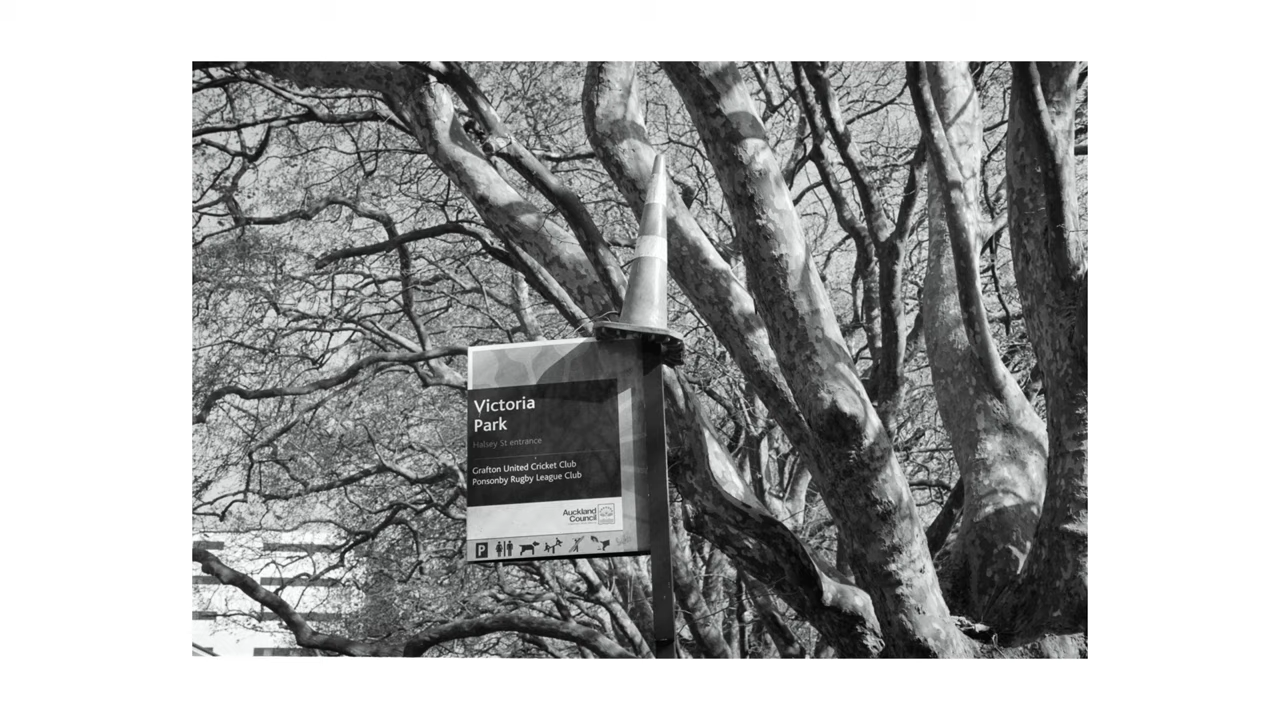 Victoria
Park
Halsey St entrance
Grafton United Cricket Club
Ponsonby Rugby League Club
Auckland
Council
P